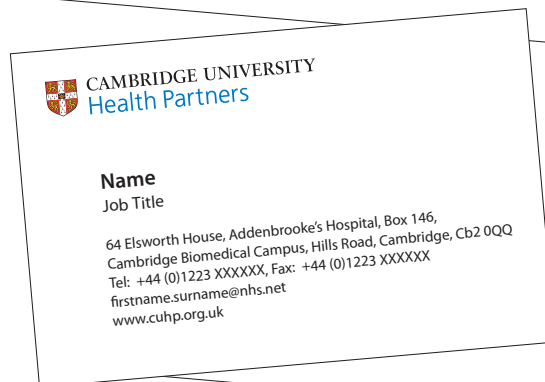 CAMBRIDGE UNIVERSITY
Health Partners
Name
Job Title
64 Elsworth House, Addenbrooke's Hospital, Box 146,
Cambridge Biomedical Campus, Hills Road, Cambridge, Cb2 0QQ
Tel:  +44 (0)1223 XXXXXX, Fax:  +44 (0)1223 XXXXXX
firstname.surname@nhs.net
www.cuhp.org.uk